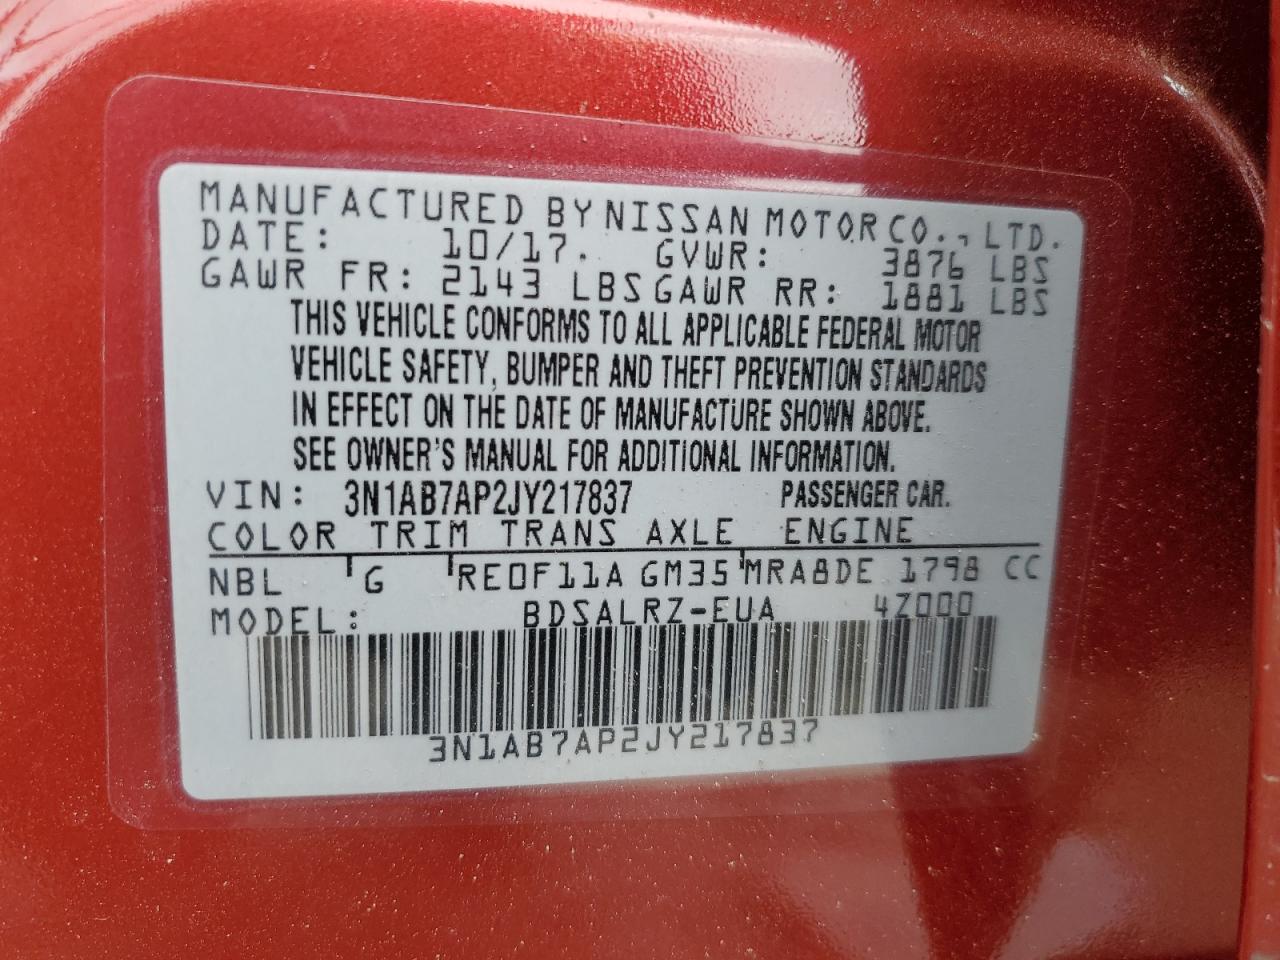 MANUFACTURED BY NISSAN MOTOR CO., LTD.
DATE: 10/17. GVWR: 3876 LBS
GAWR FR: 2143 LBS GAWR RR: 1881 LBS
THIS VEHICLE CONFORMS TO ALL APPLICABLE FEDERAL MOTOR
VEHICLE SAFETY, BUMPER AND THEFT PREVENTION STANDARDS
IN EFFECT ON THE DATE OF MANUFACTURE SHOWN ABOVE.
SEE OWNER'S MANUAL FOR ADDITIONAL INFORMATION.
VIN: 3N1AB7AP2JY217837 PASSENGER CAR.
COLOR TRIM TRANS AXLE ENGINE
NBL G RE0F11A GM35 MRA8DE 1798 CC
MODEL: BDSALRZ-EUA 4Z000
3N1AB7AP2JY217837